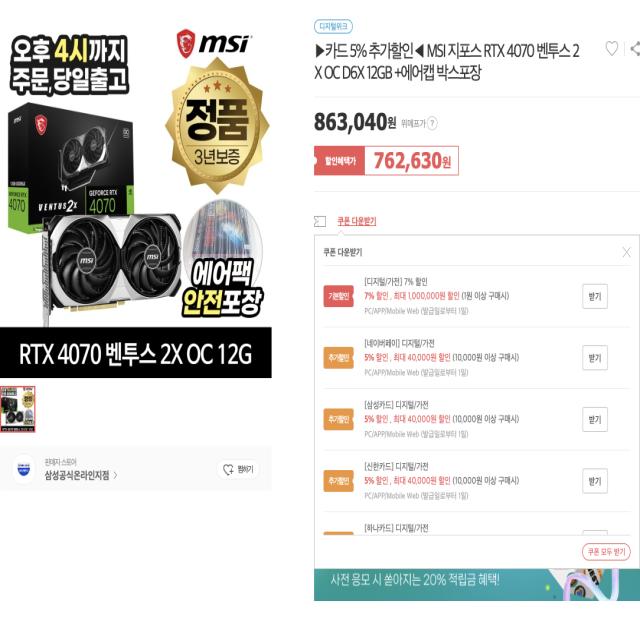 오후 4시까지
주문,당일출고
msi
정품
3년보증
GEFORCE RTX
4070
VENTUS 2X
4070
msi
msi
에어팩
안전포장
RTX 4070 벤투스 2X OC 12G
판매자 스토어
삼성공식온라인지점 >
찜하기
디지털위크
▶카드 5% 추가할인◀ MSI 지포스 RTX 4070 벤투스 2
X OC D6X 12GB +에어캡 박스포장
863,040원 위메프가 ?
할인혜택가 762,630원
쿠폰 다운받기
쿠폰 다운받기
기본할인
[디지털/가전] 7% 할인
7% 할인 , 최대 1,000,000원 할인 (1원 이상 구매시)
PC/APP/Mobile Web (발급일로부터 1일)
받기
추가할인
[네이버페이] 디지털/가전
5% 할인 , 최대 40,000원 할인 (10,000원 이상 구매시)
PC/APP/Mobile Web (발급일로부터 1일)
받기
추가할인
[삼성카드] 디지털/가전
5% 할인 , 최대 40,000원 할인 (10,000원 이상 구매시)
PC/APP/Mobile Web (발급일로부터 1일)
받기
추가할인
[신한카드] 디지털/가전
5% 할인 , 최대 40,000원 할인 (10,000원 이상 구매시)
PC/APP/Mobile Web (발급일로부터 1일)
받기
[하나카드] 디지털/가전
쿠폰 모두 받기
사전 응모 시 쏟아지는 20% 적립금 혜택!